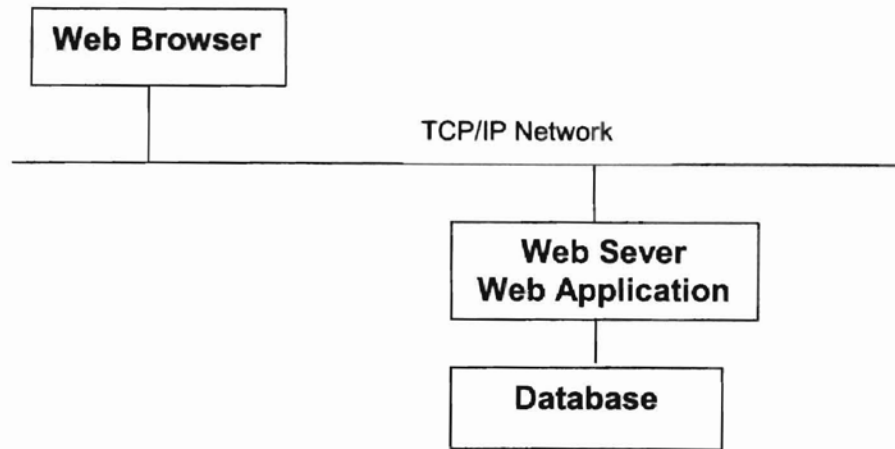 Web Browser
TCP/IP Network
Web Sever
Web Application
Database